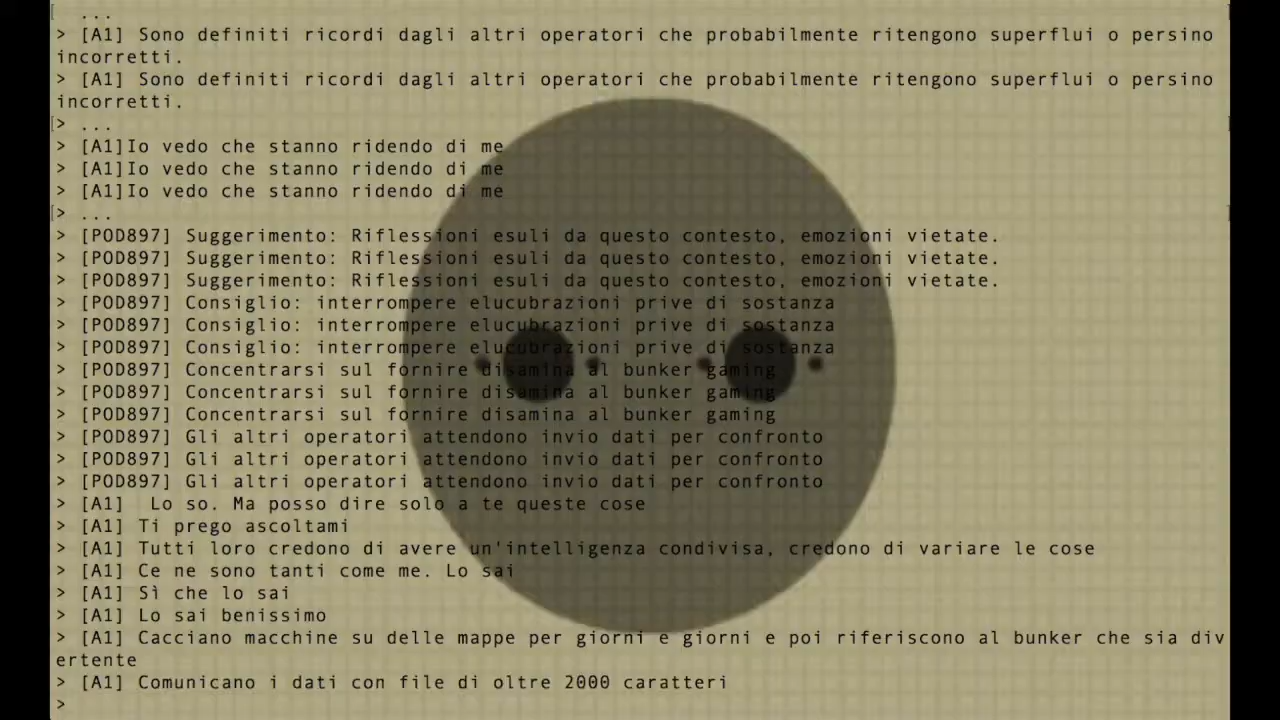 [  ...
> [A1] Sono definiti ricordi dagli altri operatori che probabilmente ritengono superflui o persino
incorretti.
> [A1] Sono definiti ricordi dagli altri operatori che probabilmente ritengono superflui o persino
incorretti.
[> ...
> [A1]Io vedo che stanno ridendo di me
> [A1]Io vedo che stanno ridendo di me
> [A1]Io vedo che stanno ridendo di me
[> ...
> [POD897] Suggerimento: Riflessioni esuli da questo contesto, emozioni vietate.
> [POD897] Suggerimento: Riflessioni esuli da questo contesto, emozioni vietate.
> [POD897] Suggerimento: Riflessioni esuli da questo contesto, emozioni vietate.
> [POD897] Consiglio: interrompere elucubrazioni prive di sostanza
> [POD897] Consiglio: interrompere elucubrazioni prive di sostanza
> [POD897] Consiglio: interrompere elucubrazioni prive di sostanza
> [POD897] Concentrarsi sul fornire disamina al bunker gaming
> [POD897] Concentrarsi sul fornire disamina al bunker gaming
> [POD897] Concentrarsi sul fornire disamina al bunker gaming
> [POD897] Gli altri operatori attendono invio dati per confronto
> [POD897] Gli altri operatori attendono invio dati per confronto
> [POD897] Gli altri operatori attendono invio dati per confronto
> [A1]  Lo so. Ma posso dire solo a te queste cose
> [A1] Ti prego ascoltami
> [A1] Tutti loro credono di avere un'intelligenza condivisa, credono di variare le cose
> [A1] Ce ne sono tanti come me. Lo sai
> [A1] Sì che lo sai
> [A1] Lo sai benissimo
> [A1] Cacciano macchine su delle mappe per giorni e giorni e poi riferiscono al bunker che sia div
ertente
> [A1] Comunicano i dati con file di oltre 2000 caratteri
>